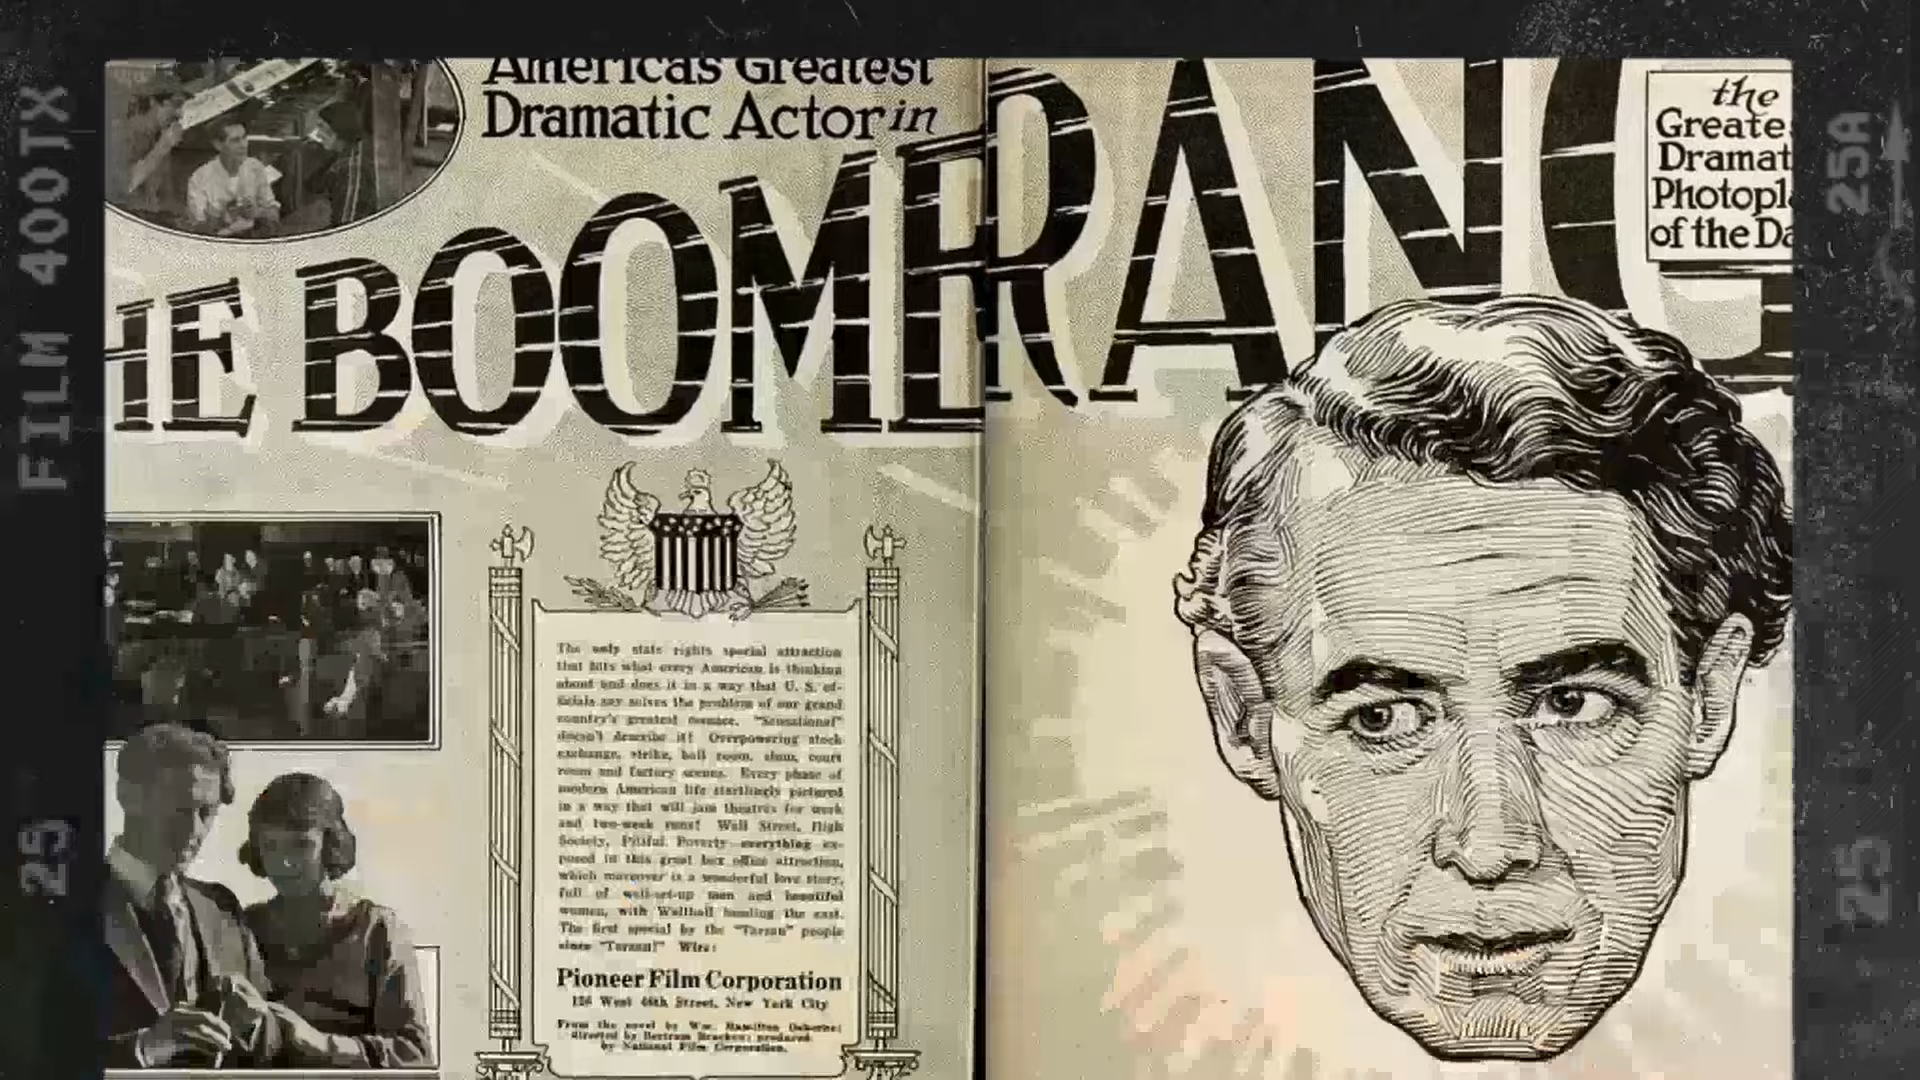 America's Greatest
Dramatic Actor in
HE BOOMERANG
the
Greates
Dramat
Photopl
of the Da
The only state rights special attraction
that hits what every American is thinking
about and does it in a way that U. S. of-
ficials say solves the problem of our grand
country's greatest menace. "Sensational"
doesn't describe it! Overpowering stock
exchange, strike, ball room, slum, court
room and factory scenes. Every phase of
modern American life startlingly pictured
in a way that will jam theatres for week
and two-week runs! Wall Street, High
Society, Pitiful Poverty everything ex-
posed in this great box office attraction,
which moreover is a wonderful love story,
full of well-set-up men and beautiful
women, with Walthall heading the cast.
The first special by the "Tarzan" people
since "Tarzan!" Wire:
Pioneer Film Corporation
126 West 46th Street, New York City
From the novel by Wm. Hamilton Osborne;
directed by Bertram Bracken; produced
by National Film Corporation.
FILM 400TX
25
25A
25